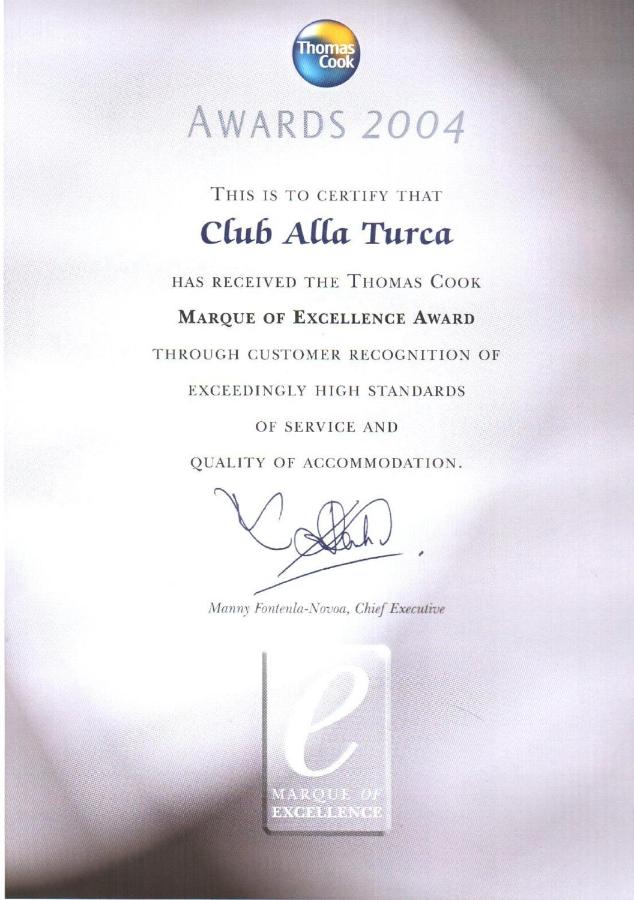 Thomas
Cook
AWARDS 2004
THIS IS TO CERTIFY THAT
Club Alla Turca
HAS RECEIVED THE THOMAS COOK
MARQUE OF EXCELLENCE AWARD
THROUGH CUSTOMER RECOGNITION OF
EXCEEDINGLY HIGH STANDARDS
OF SERVICE AND
QUALITY OF ACCOMMODATION.
Manny Fontenla-Novoa, Chief Executive
e
MARQUE OF
EXCELLENCE